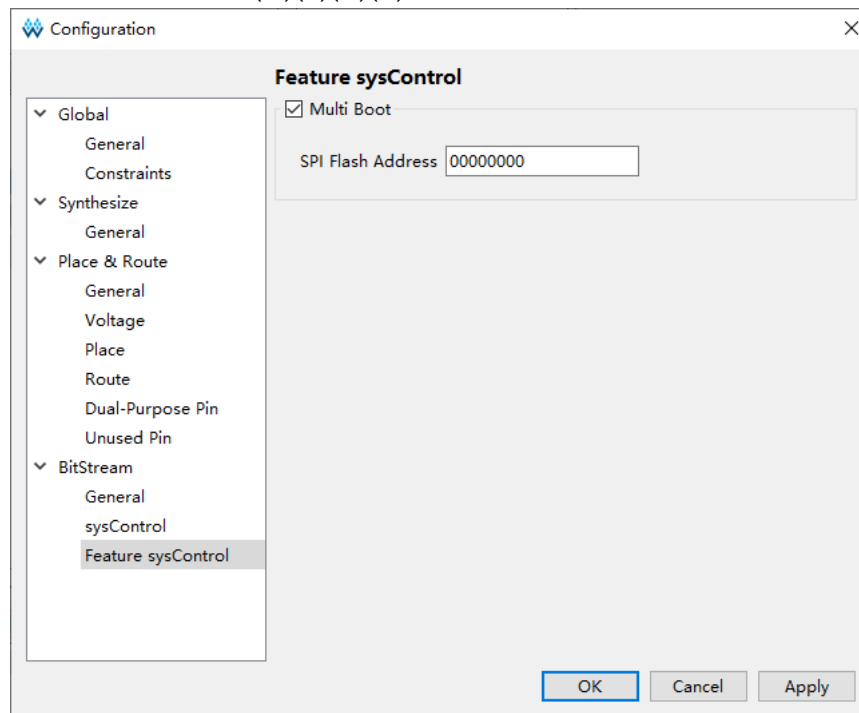 Configuration
Feature sysControl
Global
General
Constraints
Synthesize
General
Place & Route
General
Voltage
Place
Route
Dual-Purpose Pin
Unused Pin
BitStream
General
sysControl
Feature sysControl
Multi Boot
SPI Flash Address 00000000
OK Cancel Apply